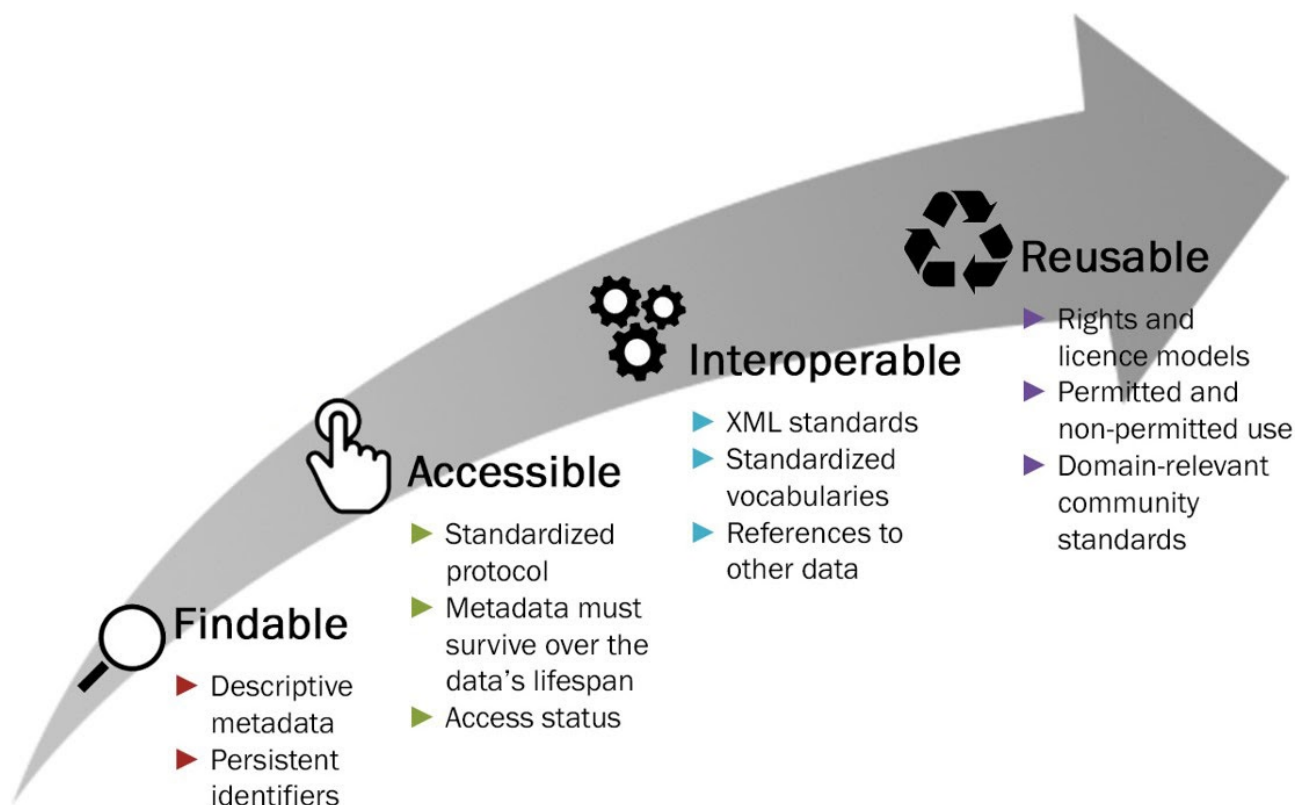 Findable
Descriptive
metadata
Persistent
identifiers
Accessible
Standardized
protocol
Metadata must
survive over the
data’s lifespan
Access status
Interoperable
XML standards
Standardized
vocabularies
References to
other data
Reusable
Rights and
licence models
Permitted and
non-permitted use
Domain-relevant
community
standards